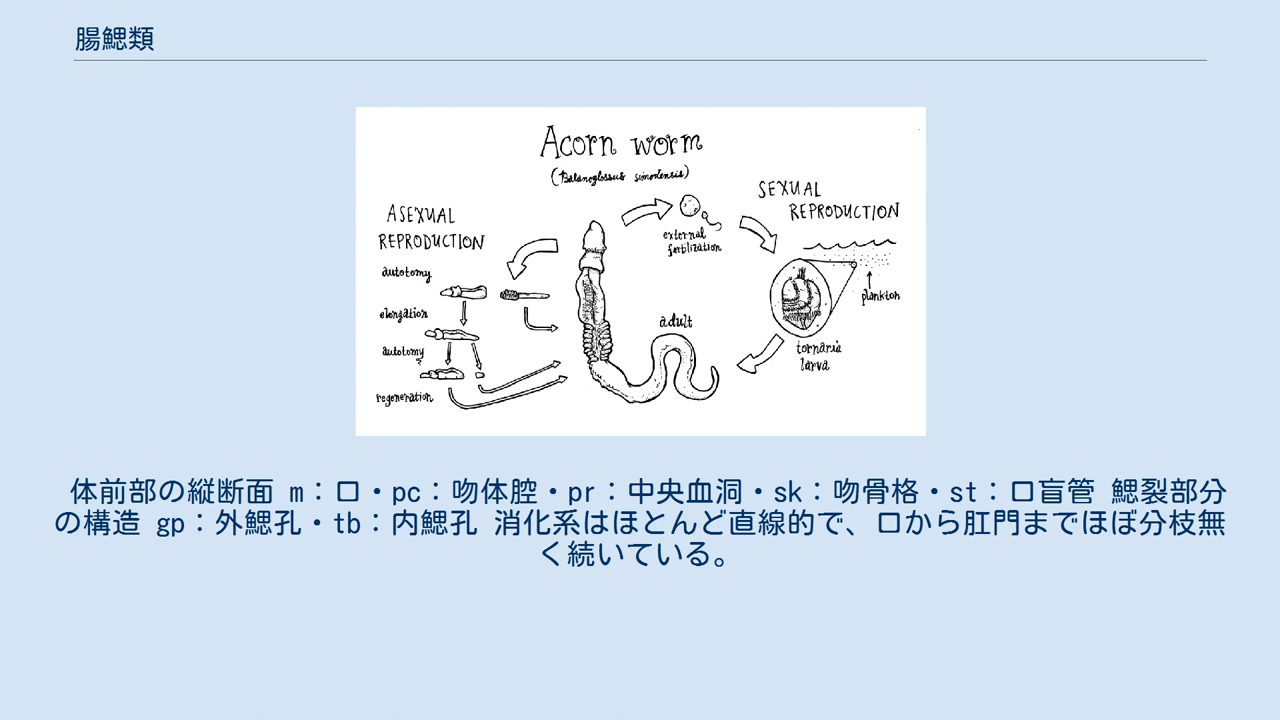 腸鰓類
Acorn worm
(Balanoglossus simodensis)
SEXUAL
REPRODUCTION
ASEXUAL
REPRODUCTION
external
fertilization
autotomy
plankton
elongation
adult
autotomy
tornaria
larva
regeneration
体前部の縦断面 m：口・pc：吻体腔・pr：中央血洞・sk：吻骨格・st：口盲管 鰓裂部分
の構造 gp：外鰓孔・tb：内鰓孔 消化系はほとんど直線的で、口から肛門までほぼ分枝無
く続いている。